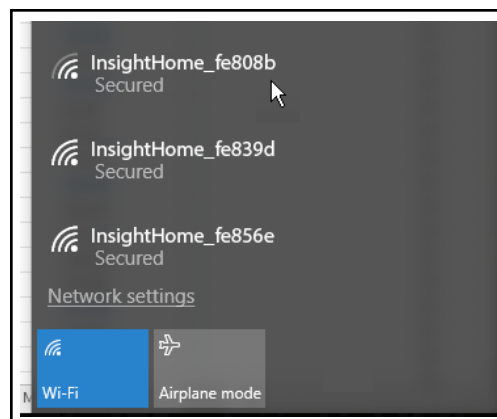 InsightHome_fe808b
Secured
InsightHome_fe839d
Secured
InsightHome_fe856e
Secured
Network settings
Wi-Fi
Airplane mode